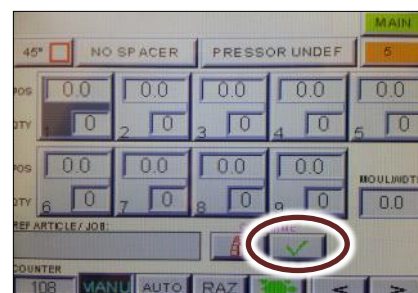 MAIN
45° NO SPACER PRESSOR UNDEF 5
POS 0.0 0.0 0.0 0.0 0.0
QTY 1 0 2 0 3 0 4 0 5 0
POS 0.0 0.0 0.0 0.0 MOULWDT
QTY 6 0 7 0 8 0 9 0 0.0
REF ARTICLE / JOB:
COUNTER
108 MANU AUTO RAZ < >